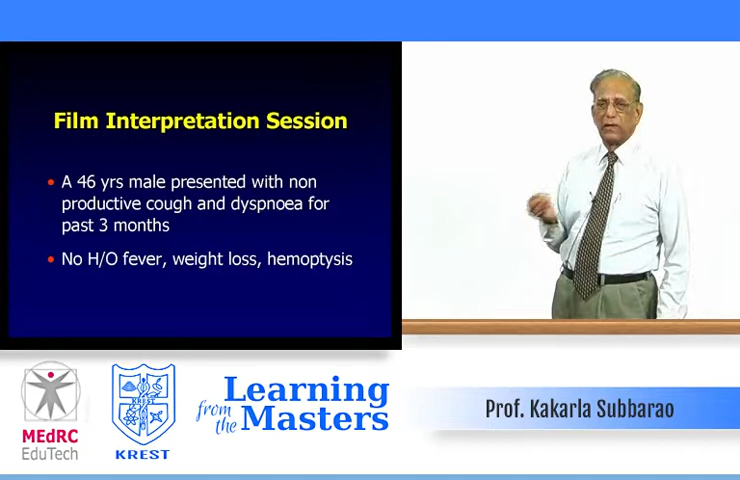 Film Interpretation Session
• A 46 yrs male presented with non
productive cough and dyspnoea for
past 3 months
• No H/O fever, weight loss, hemoptysis
MEdRC
EduTech
KREST
KREST
Learning
from the Masters
Prof. Kakarla Subbarao